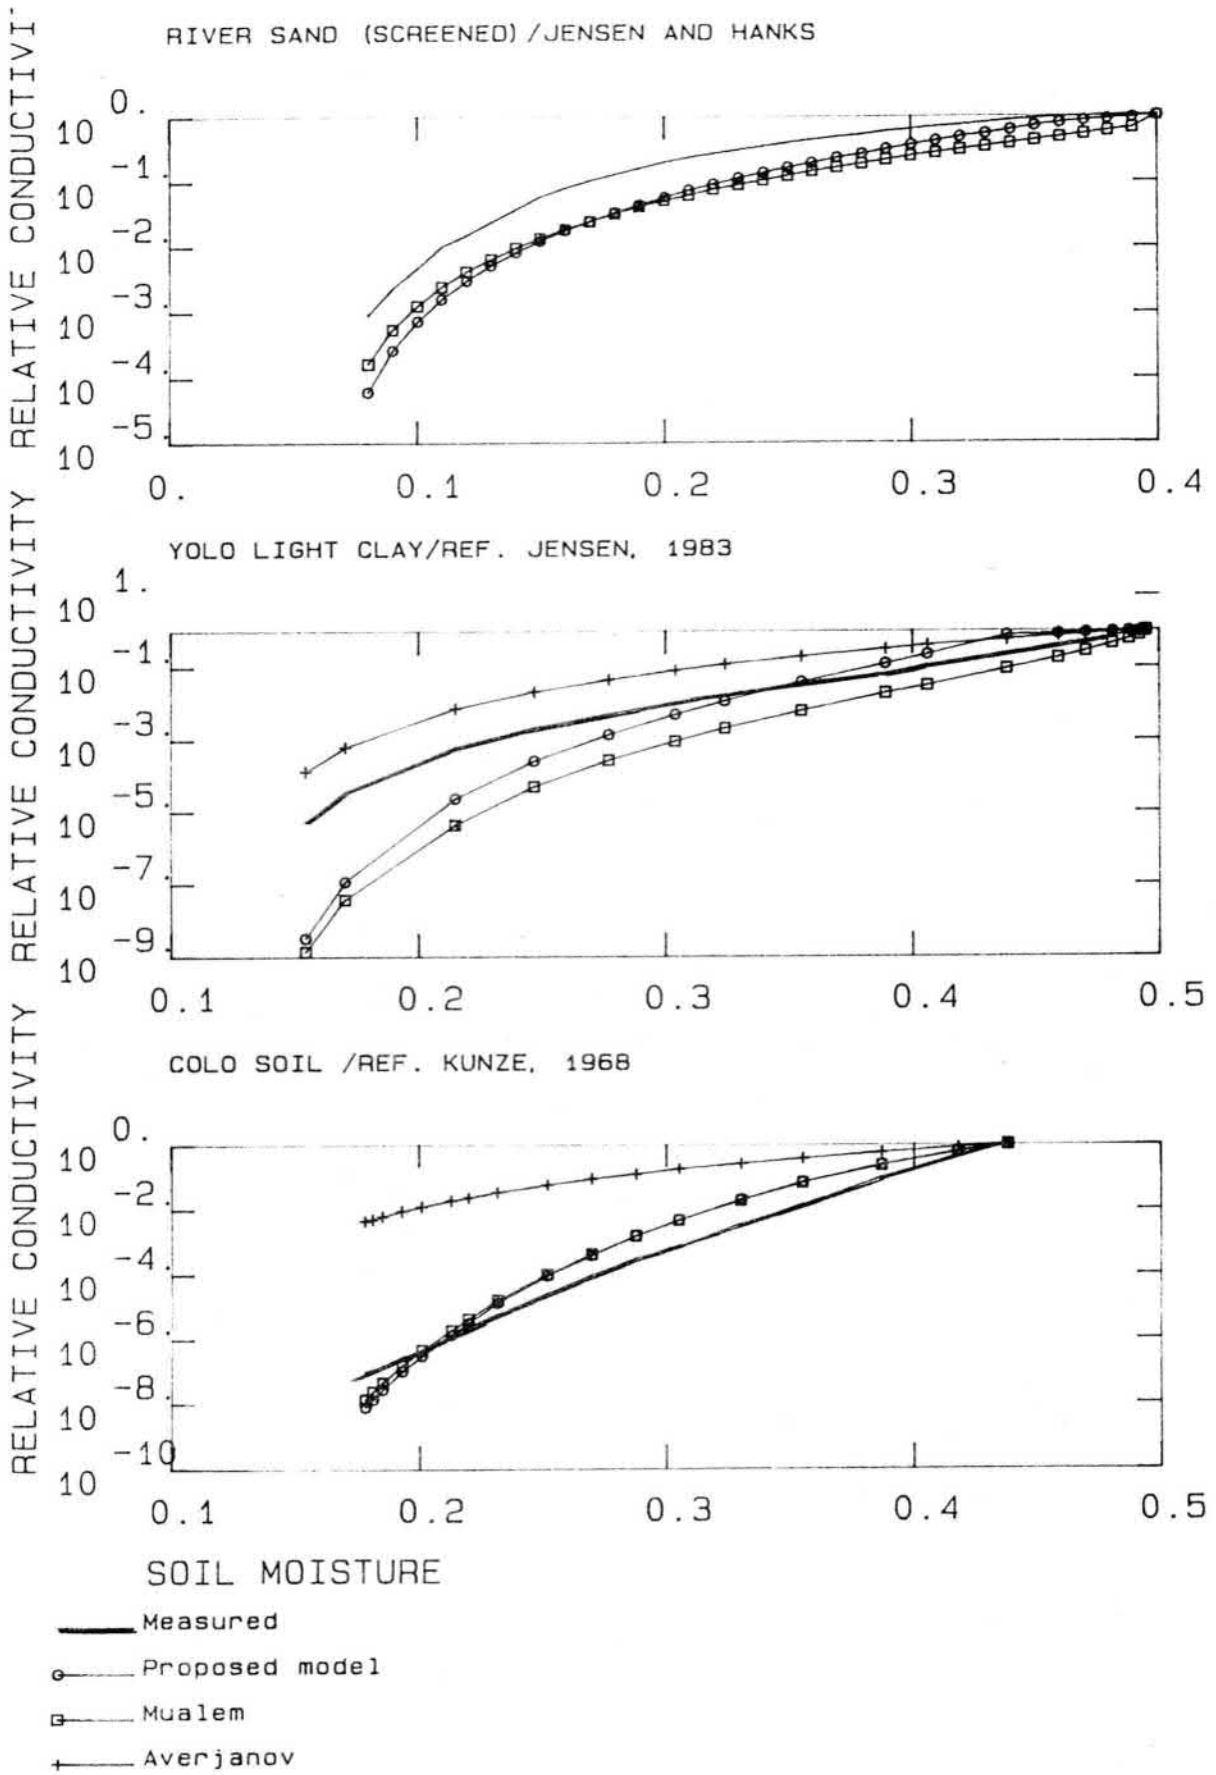 RIVER SAND (SCREENED)/JENSEN AND HANKS
RELATIVE CONDUCTIVI
10 0.
10 -1.
10 -2.
10 -3.
10 -4.
10 -5.
0. 0.1 0.2 0.3 0.4
YOLO LIGHT CLAY/REF. JENSEN, 1983
RELATIVE CONDUCTIVITY
10 1.
10 -1.
10 -3.
10 -5.
10 -7.
10 -9.
0.1 0.2 0.3 0.4 0.5
COLO SOIL /REF. KUNZE, 1968
RELATIVE CONDUCTIVITY
10 0.
10 -2.
10 -4.
10 -6.
10 -8.
10 -10
0.1 0.2 0.3 0.4 0.5
SOIL MOISTURE
Measured
Proposed model
Mualem
Averjanov